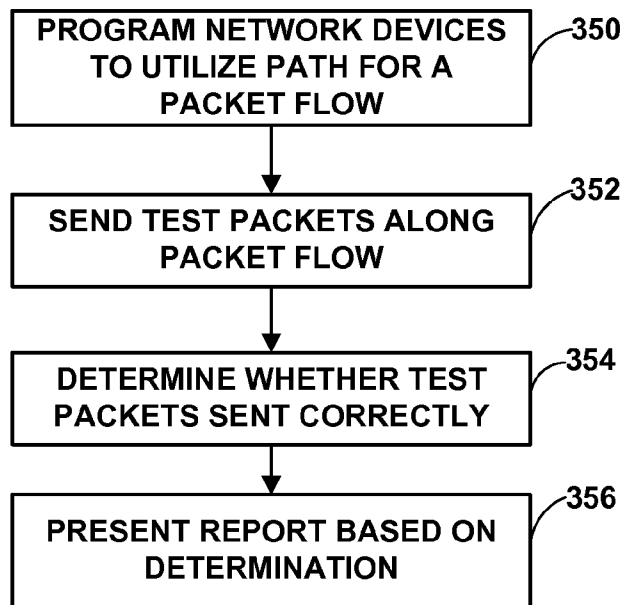 PROGRAM NETWORK DEVICES
TO UTILIZE PATH FOR A
PACKET FLOW
350
SEND TEST PACKETS ALONG
PACKET FLOW
352
DETERMINE WHETHER TEST
PACKETS SENT CORRECTLY
354
PRESENT REPORT BASED ON
DETERMINATION
356